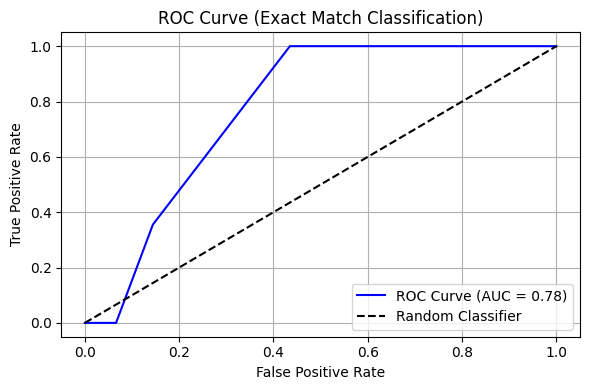 ROC Curve (Exact Match Classification)
True Positive Rate
1.0
0.8
0.6
0.4
0.2
0.0
ROC Curve (AUC = 0.78)
Random Classifier
0.0 0.2 0.4 0.6 0.8 1.0
False Positive Rate